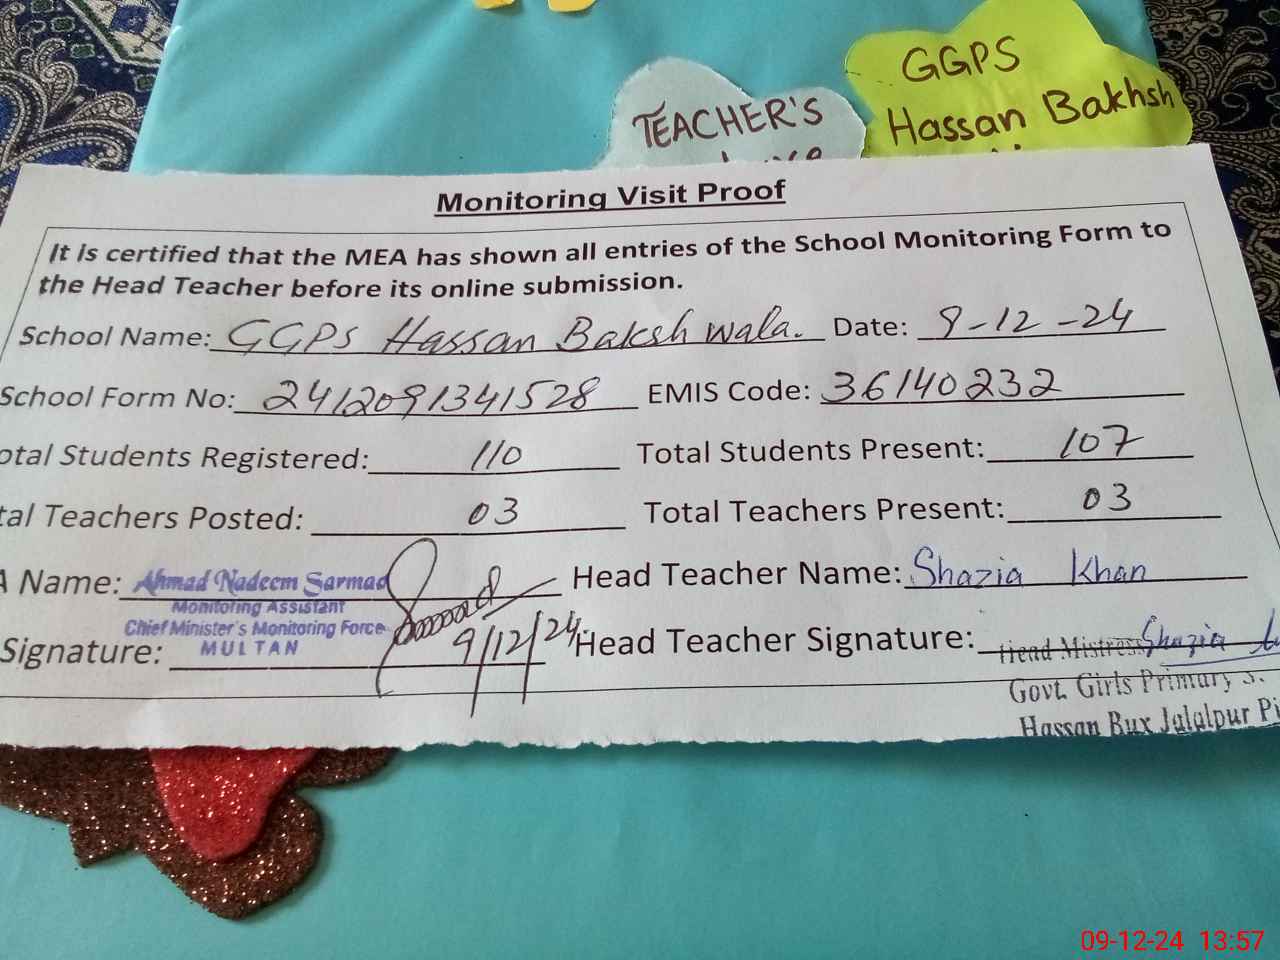 TEACHER'S
GGPS
Hassan Bakhsh
Monitoring Visit Proof
It is certified that the MEA has shown all entries of the School Monitoring Form to
the Head Teacher before its online submission.
School Name: GGPS Hassan Baksh wala. Date: 9-12-24
School Form No: 2412091341528 EMIS Code: 36140232
otal Students Registered: 110 Total Students Present: 107
tal Teachers Posted: 03 Total Teachers Present: 03
A Name: Ahmad Nadeem Sarmad Head Teacher Name: Shazia Khan
Monitoring Assistant
Chief Minister's Monitoring Force
MULTAN
Signature: 9/12/24 Head Teacher Signature: Shazia
Head Mistress
Govt. Girls Primary S.
Hassan Bux Jalalpur Pi
09-12-24 13:57